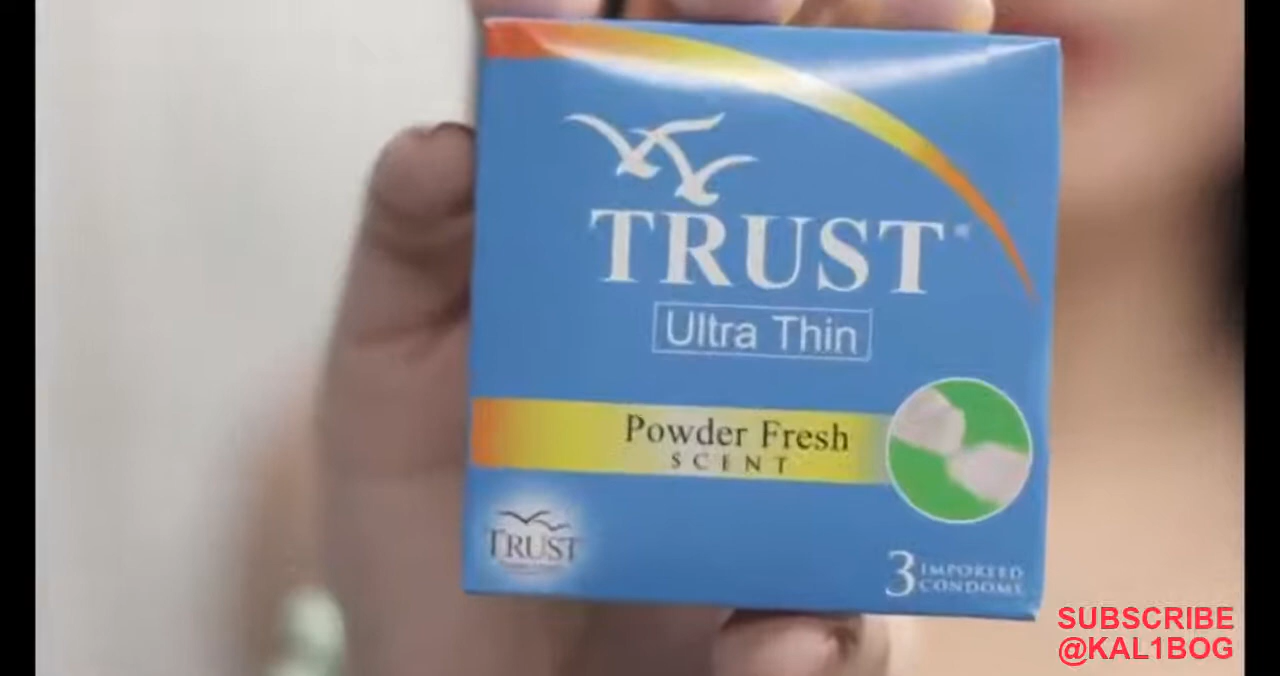 TRUST
Ultra Thin
Powder Fresh
SCENT
TRUST
3 IMPORTED
CONDOMS
SUBSCRIBE
@KAL1BOG